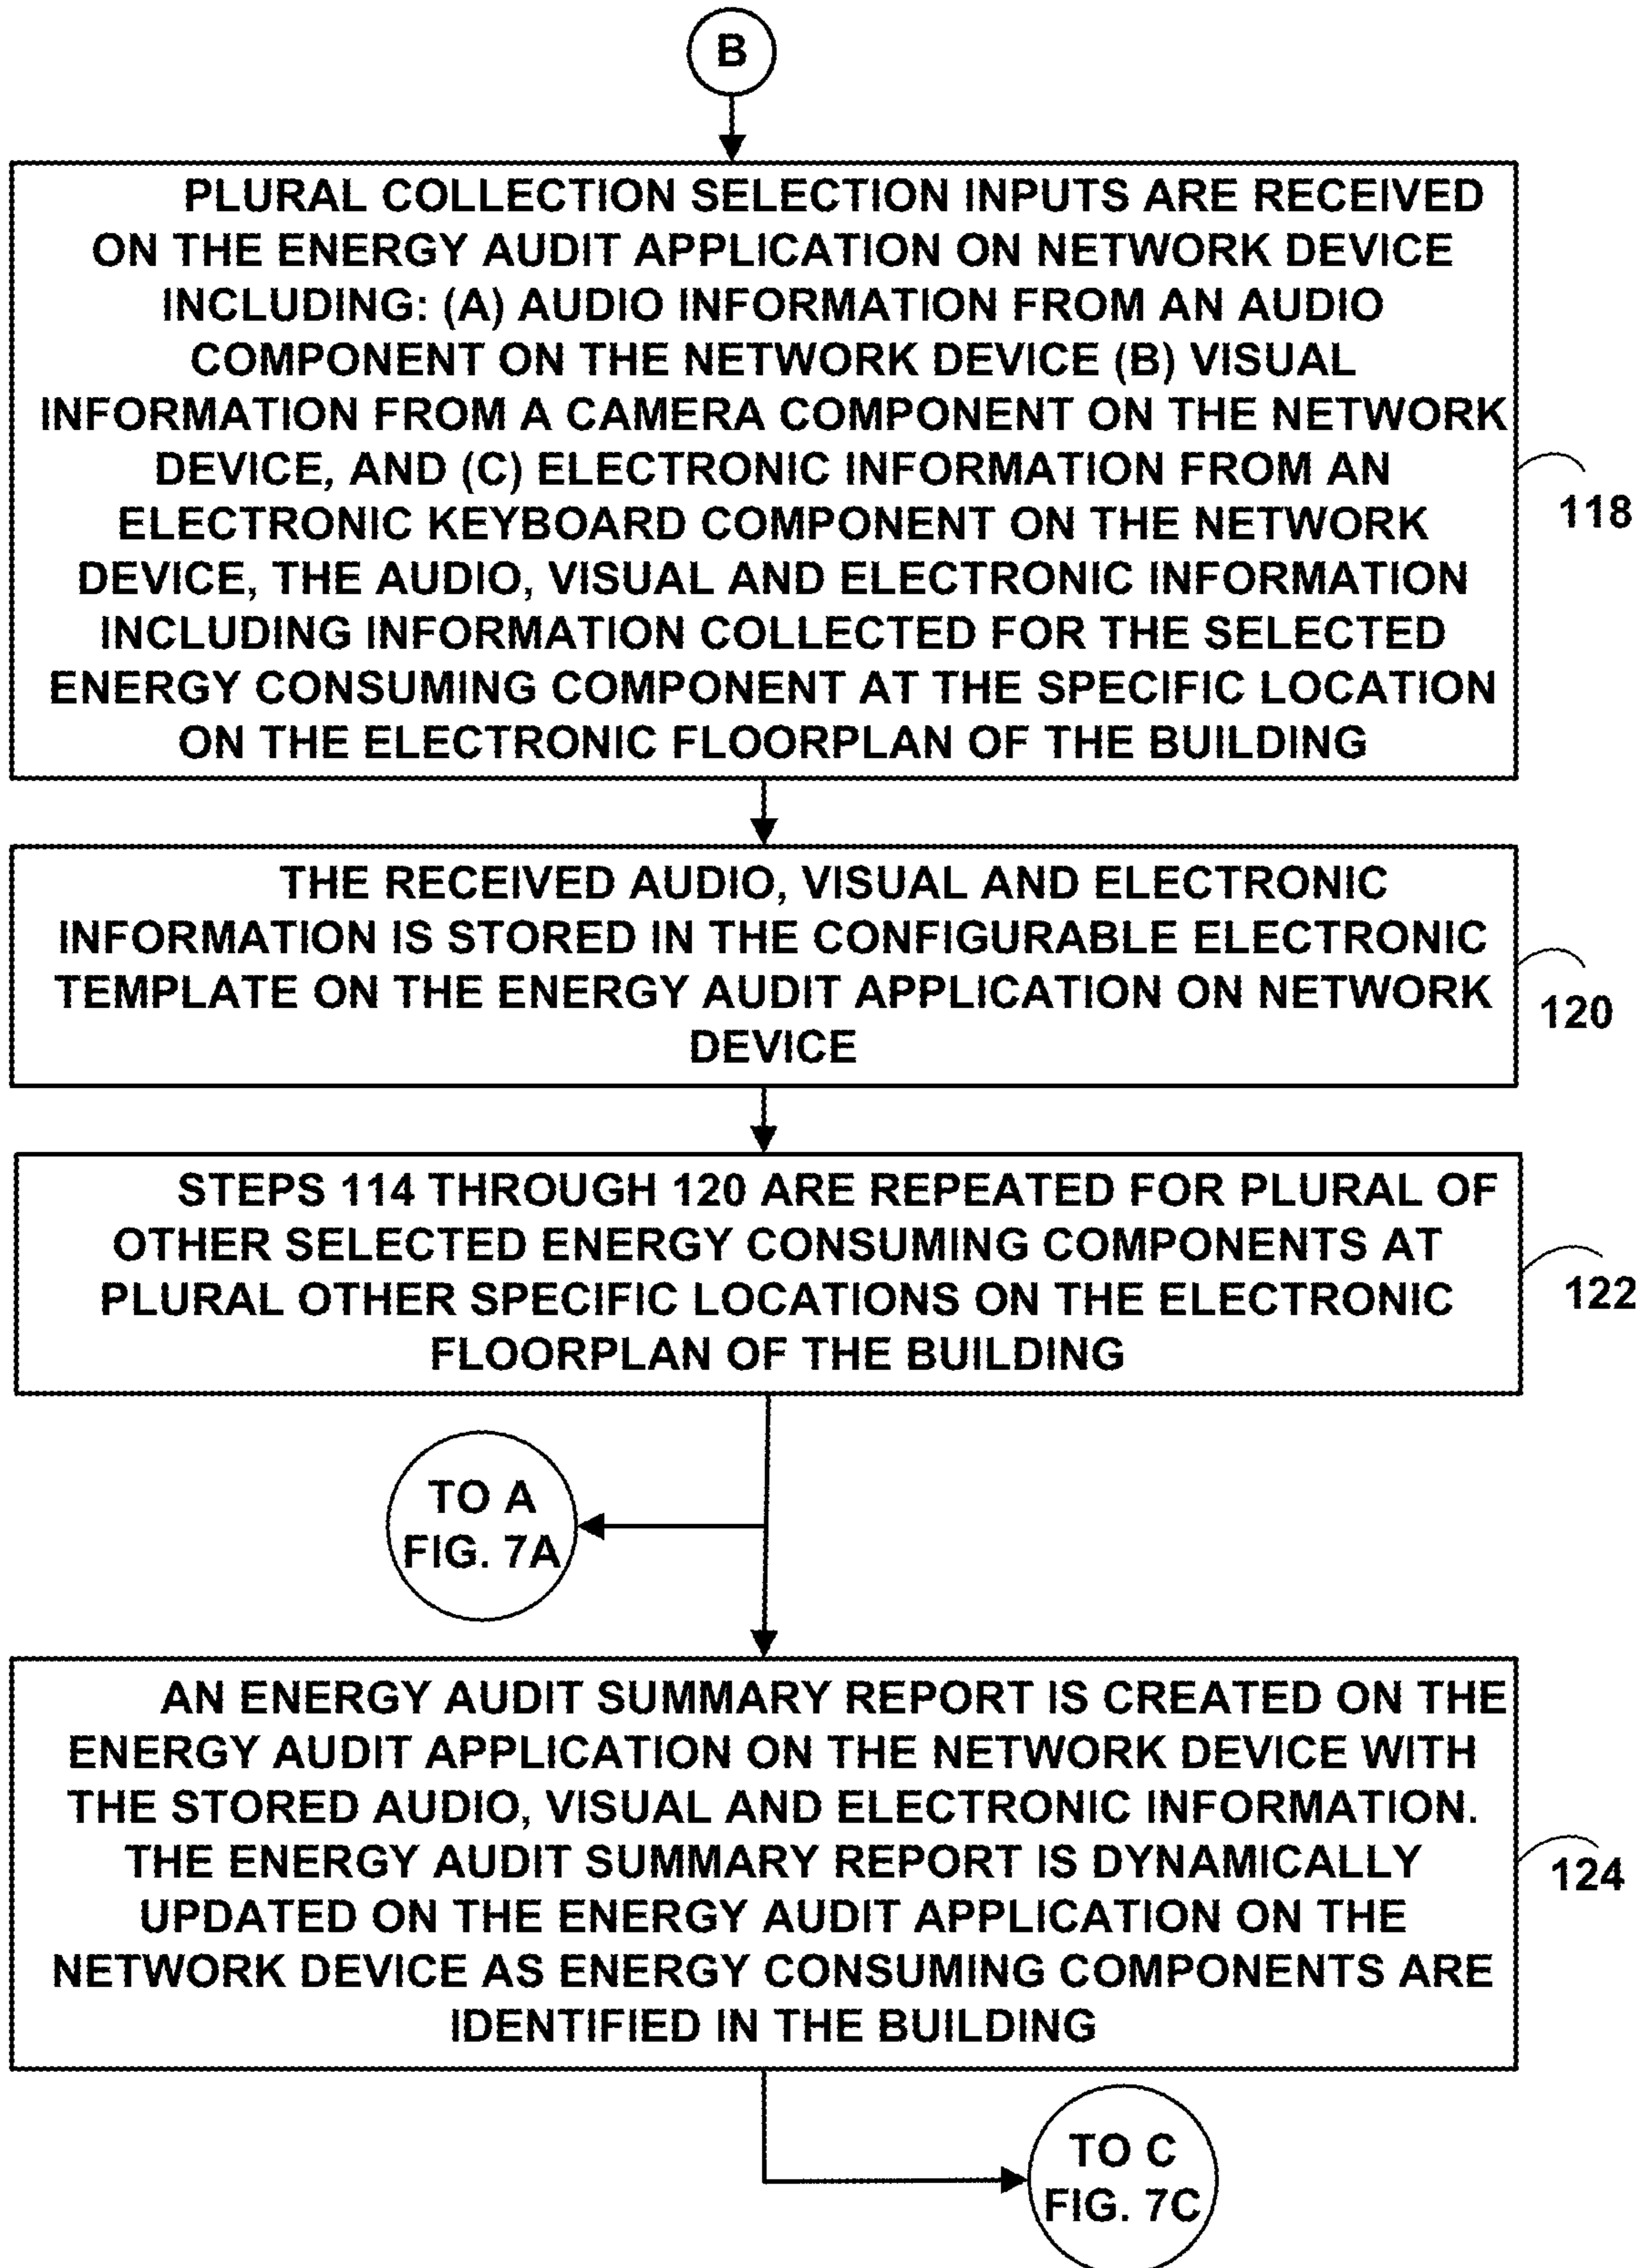 B
PLURAL COLLECTION SELECTION INPUTS ARE RECEIVED
ON THE ENERGY AUDIT APPLICATION ON NETWORK DEVICE
INCLUDING: (A) AUDIO INFORMATION FROM AN AUDIO
COMPONENT ON THE NETWORK DEVICE (B) VISUAL
INFORMATION FROM A CAMERA COMPONENT ON THE NETWORK
DEVICE, AND (C) ELECTRONIC INFORMATION FROM AN
ELECTRONIC KEYBOARD COMPONENT ON THE NETWORK
DEVICE, THE AUDIO, VISUAL AND ELECTRONIC INFORMATION
INCLUDING INFORMATION COLLECTED FOR THE SELECTED
ENERGY CONSUMING COMPONENT AT THE SPECIFIC LOCATION
ON THE ELECTRONIC FLOORPLAN OF THE BUILDING
118
THE RECEIVED AUDIO, VISUAL AND ELECTRONIC
INFORMATION IS STORED IN THE CONFIGURABLE ELECTRONIC
TEMPLATE ON THE ENERGY AUDIT APPLICATION ON NETWORK
DEVICE
120
STEPS 114 THROUGH 120 ARE REPEATED FOR PLURAL OF
OTHER SELECTED ENERGY CONSUMING COMPONENTS AT
PLURAL OTHER SPECIFIC LOCATIONS ON THE ELECTRONIC
FLOORPLAN OF THE BUILDING
122
TO A
FIG. 7A
AN ENERGY AUDIT SUMMARY REPORT IS CREATED ON THE
ENERGY AUDIT APPLICATION ON THE NETWORK DEVICE WITH
THE STORED AUDIO, VISUAL AND ELECTRONIC INFORMATION.
THE ENERGY AUDIT SUMMARY REPORT IS DYNAMICALLY
UPDATED ON THE ENERGY AUDIT APPLICATION ON THE
NETWORK DEVICE AS ENERGY CONSUMING COMPONENTS ARE
IDENTIFIED IN THE BUILDING
124
TO C
FIG. 7C